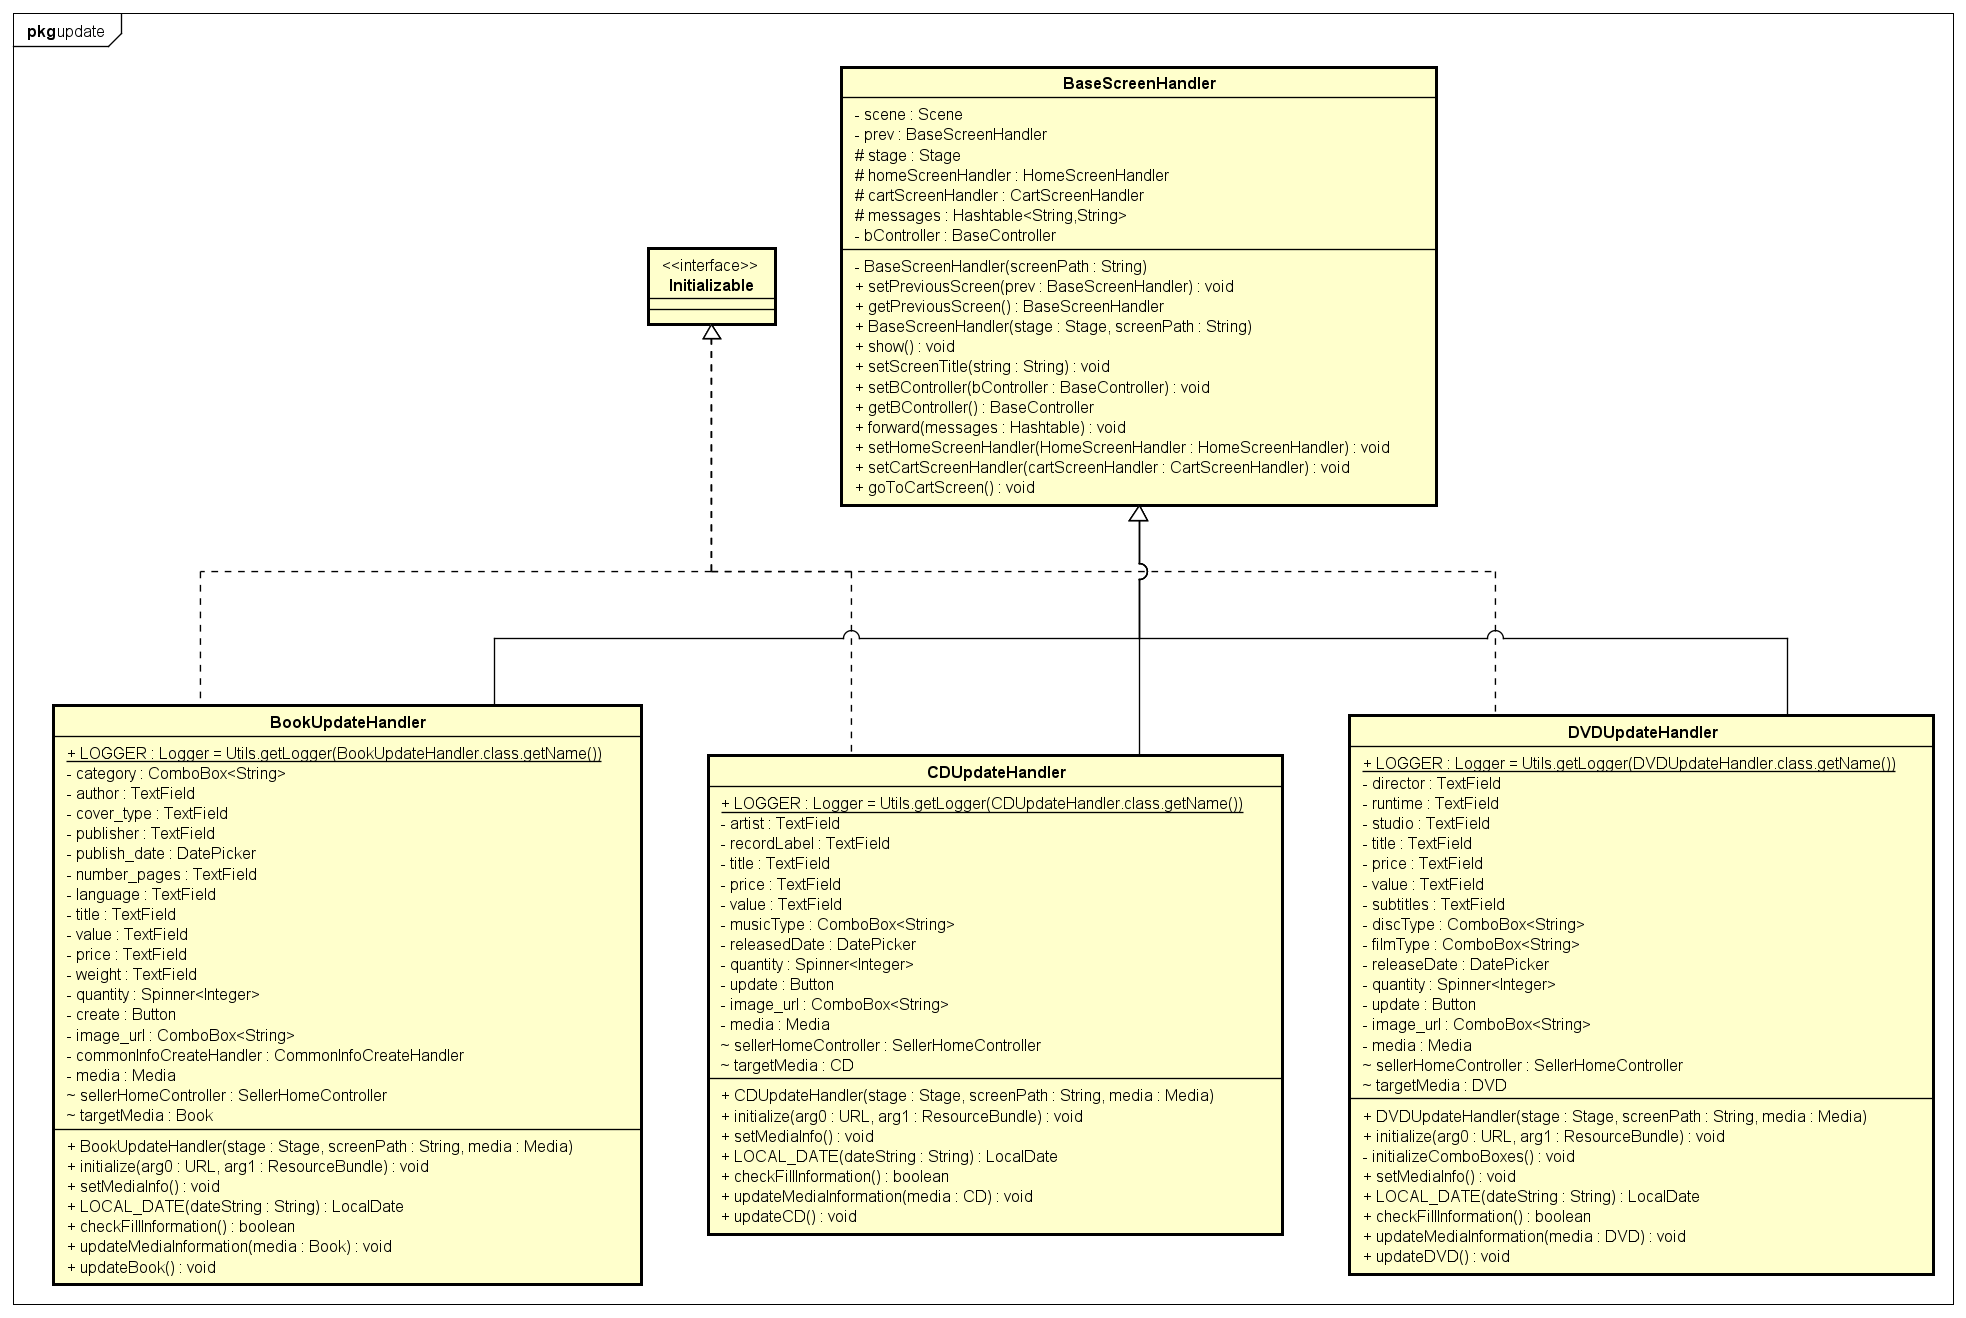 pkg update
BaseScreenHandler
- scene : Scene
- prev : BaseScreenHandler
# stage : Stage
# homeScreenHandler : HomeScreenHandler
# cartScreenHandler : CartScreenHandler
# messages : Hashtable<String,String>
- bController : BaseController
- BaseScreenHandler(screenPath : String)
+ setPreviousScreen(prev : BaseScreenHandler) : void
+ getPreviousScreen() : BaseScreenHandler
+ BaseScreenHandler(stage : Stage, screenPath : String)
+ show() : void
+ setScreenTitle(string : String) : void
+ setBController(bController : BaseController) : void
+ getBController() : BaseController
+ forward(messages : Hashtable) : void
+ setHomeScreenHandler(HomeScreenHandler : HomeScreenHandler) : void
+ setCartScreenHandler(cartScreenHandler : CartScreenHandler) : void
+ goToCartScreen() : void
<<interface>>
Initializable
BookUpdateHandler
+ LOGGER : Logger = Utils.getLogger(BookUpdateHandler.class.getName())
- category : ComboBox<String>
- author : TextField
- cover_type : TextField
- publisher : TextField
- publish_date : DatePicker
- number_pages : TextField
- language : TextField
- title : TextField
- value : TextField
- price : TextField
- weight : TextField
- quantity : Spinner<Integer>
- create : Button
- image_url : ComboBox<String>
- commonInfoCreateHandler : CommonInfoCreateHandler
- media : Media
~ sellerHomeController : SellerHomeController
~ targetMedia : Book
+ BookUpdateHandler(stage : Stage, screenPath : String, media : Media)
+ initialize(arg0 : URL, arg1 : ResourceBundle) : void
+ setMediaInfo() : void
+ LOCAL_DATE(dateString : String) : LocalDate
+ checkFillInformation() : boolean
+ updateMediaInformation(media : Book) : void
+ updateBook() : void
CDUpdateHandler
+ LOGGER : Logger = Utils.getLogger(CDUpdateHandler.class.getName())
- artist : TextField
- recordLabel : TextField
- title : TextField
- price : TextField
- value : TextField
- musicType : ComboBox<String>
- releasedDate : DatePicker
- quantity : Spinner<Integer>
- update : Button
- image_url : ComboBox<String>
- media : Media
~ sellerHomeController : SellerHomeController
~ targetMedia : CD
+ CDUpdateHandler(stage : Stage, screenPath : String, media : Media)
+ initialize(arg0 : URL, arg1 : ResourceBundle) : void
+ setMediaInfo() : void
+ LOCAL_DATE(dateString : String) : LocalDate
+ checkFillInformation() : boolean
+ updateMediaInformation(media : CD) : void
+ updateCD() : void
DVDUpdateHandler
+ LOGGER : Logger = Utils.getLogger(DVDUpdateHandler.class.getName())
- director : TextField
- runtime : TextField
- studio : TextField
- title : TextField
- price : TextField
- value : TextField
- subtitles : TextField
- discType : ComboBox<String>
- filmType : ComboBox<String>
- releaseDate : DatePicker
- quantity : Spinner<Integer>
- update : Button
- image_url : ComboBox<String>
- media : Media
~ sellerHomeController : SellerHomeController
~ targetMedia : DVD
+ DVDUpdateHandler(stage : Stage, screenPath : String, media : Media)
+ initialize(arg0 : URL, arg1 : ResourceBundle) : void
- initializeComboBoxes() : void
+ setMediaInfo() : void
+ LOCAL_DATE(dateString : String) : LocalDate
+ checkFillInformation() : boolean
+ updateMediaInformation(media : DVD) : void
+ updateDVD() : void